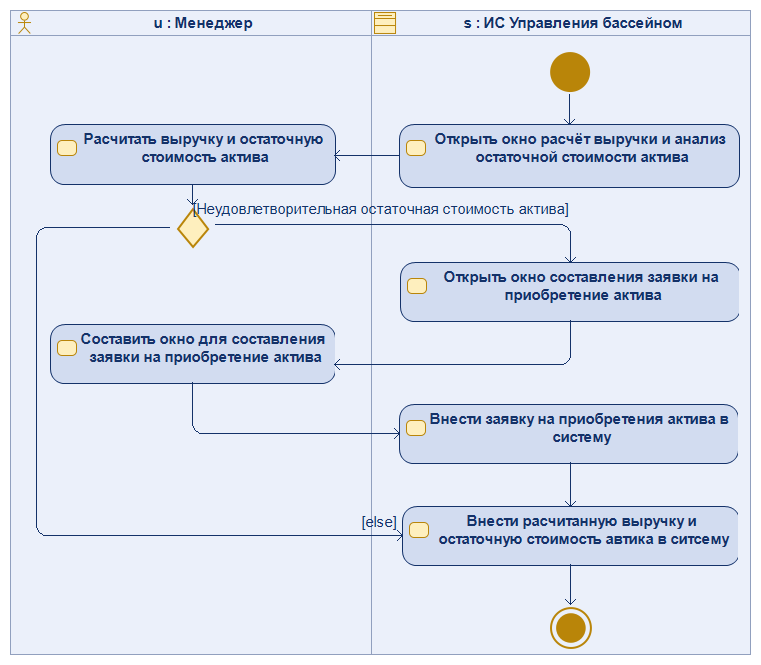 u : Менеджер
s : ИС Управления бассейном
Расчитать выручку и остаточную
стоимость актива
Открыть окно расчёт выручки и анализ
остаточной стоимости актива
[Неудовлетворительная остаточная стоимость актива]
Открыть окно составления заявки на
приобретение актива
Составить окно для составления
заявки на приобретение актива
Внести заявку на приобретения актива в
систему
[else]
Внести расчитанную выручку и
остаточную стоимость автика в ситсему